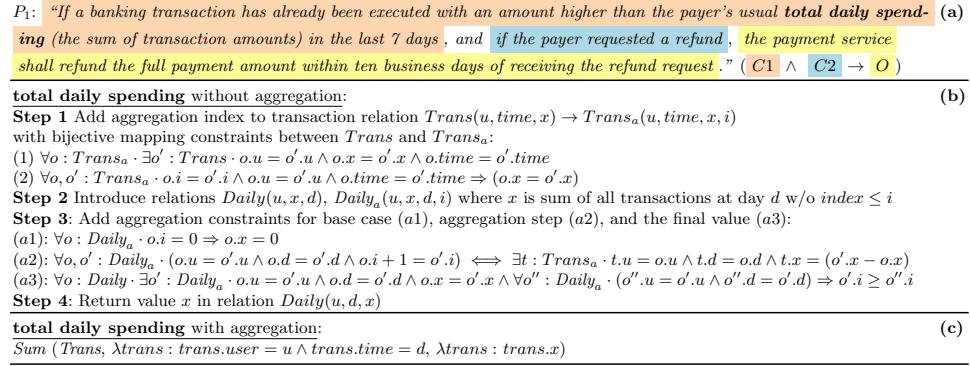 P₁: "If a banking transaction has already been executed with an amount higher than the payer's usual total daily spend- (a)
ing (the sum of transaction amounts) in the last 7 days , and if the payer requested a refund , the payment service
shall refund the full payment amount within ten business days of receiving the refund request ." ( C1 ∧ C2 → O )
total daily spending without aggregation: (b)
Step 1 Add aggregation index to transaction relation Trans(u, time, x) → Transₐ(u, time, x, i)
with bijective mapping constraints between Trans and Transₐ:
(1) ∀o : Transₐ · ∃o′ : Trans · o.u = o′.u ∧ o.x = o′.x ∧ o.time = o′.time
(2) ∀o, o′ : Transₐ · o.i = o′.i ∧ o.u = o′.u ∧ o.time = o′.time ⇒ (o.x = o′.x)
Step 2 Introduce relations Daily(u, x, d), Dailyₐ(u, x, d, i) where x is sum of all transactions at day d w/o index ≤ i
Step 3: Add aggregation constraints for base case (a1), aggregation step (a2), and the final value (a3):
(a1): ∀o : Dailyₐ · o.i = 0 ⇒ o.x = 0
(a2): ∀o, o′ : Dailyₐ · (o.u = o′.u ∧ o.d = o′.d ∧ o.i + 1 = o′.i) ⟺ ∃t : Transₐ · t.u = o.u ∧ t.d = o.d ∧ t.x = (o′.x − o.x)
(a3): ∀o : Daily · ∃o′ : Dailyₐ · o.u = o′.u ∧ o.d = o′.d ∧ o.x = o′.x ∧ ∀o″ : Dailyₐ · (o″.u = o′.u ∧ o″.d = o′.d) ⇒ o′.i ≥ o″.i
Step 4: Return value x in relation Daily(u, d, x)
total daily spending with aggregation: (c)
Sum (Trans, λtrans : trans.user = u ∧ trans.time = d, λtrans : trans.x)